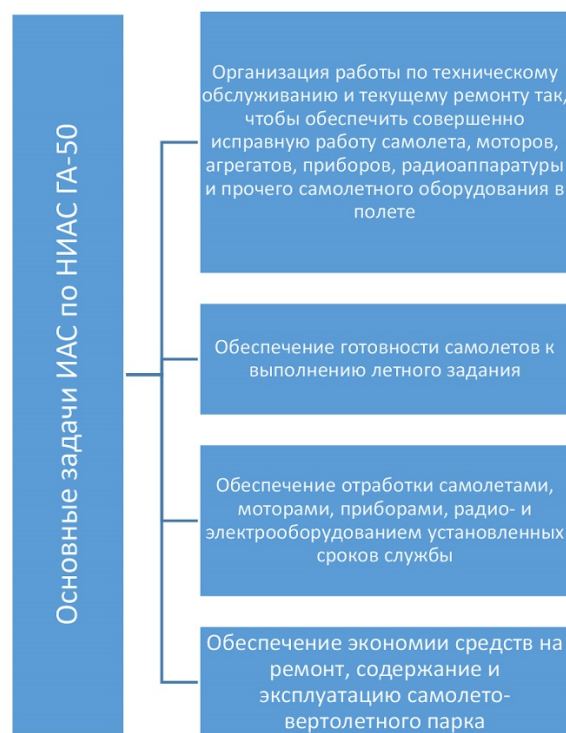 Основные задачи ИАС по НИАС ГА-50
Организация работы по техническому
обслуживанию и текущему ремонту так,
чтобы обеспечить совершенно
исправную работу самолета, моторов,
агрегатов, приборов, радиоаппаратуры
и прочего самолетного оборудования в
полете
Обеспечение готовности самолетов к
выполнению летного задания
Обеспечение отработки самолетами,
моторами, приборами, радио- и
электрооборудованием установленных
сроков службы
Обеспечение экономии средств на
ремонт, содержание и
эксплуатацию самолето-
вертолетного парка